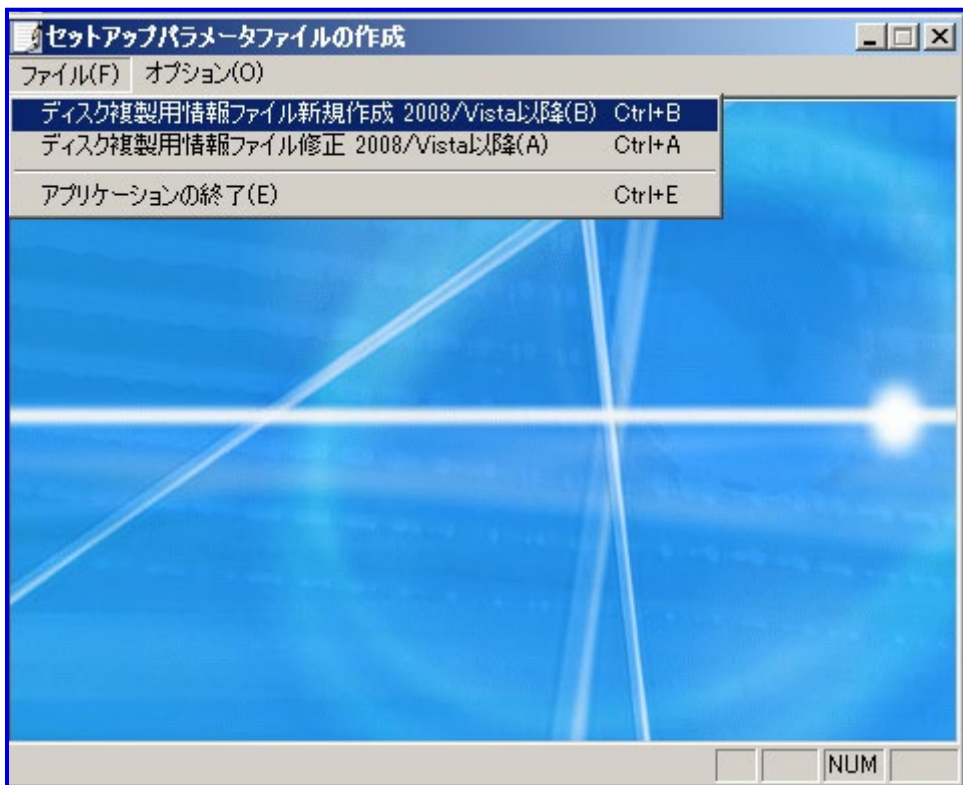 セットアップパラメータファイルの作成
ファイル(F) オプション(O)
ディスク複製用情報ファイル新規作成 2008/Vista以降(B) Ctrl+B
ディスク複製用情報ファイル修正 2008/Vista以降(A) Ctrl+A
アプリケーションの終了(E) Ctrl+E
NUM